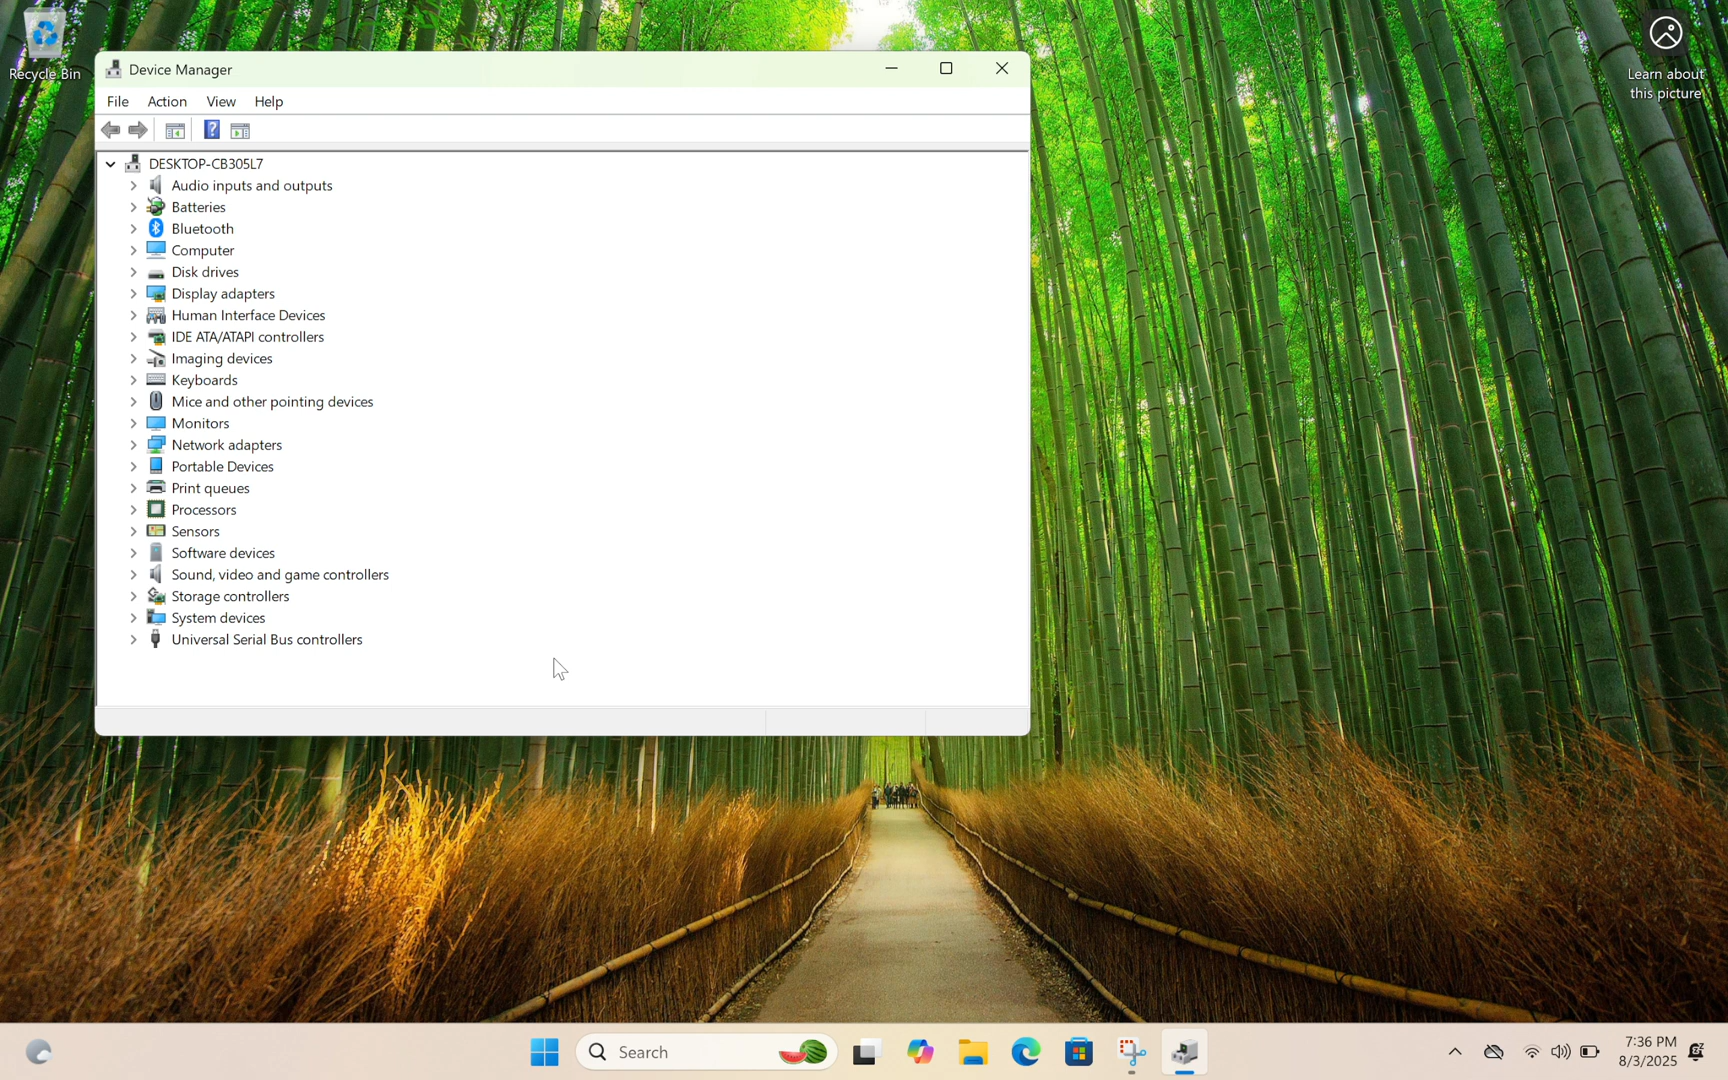 Recycle Bin
Learn about
this picture
Device Manager
File Action View Help
DESKTOP-CB305L7
Audio inputs and outputs
Batteries
Bluetooth
Computer
Disk drives
Display adapters
Human Interface Devices
IDE ATA/ATAPI controllers
Imaging devices
Keyboards
Mice and other pointing devices
Monitors
Network adapters
Portable Devices
Print queues
Processors
Sensors
Software devices
Sound, video and game controllers
Storage controllers
System devices
Universal Serial Bus controllers
Search
7:36 PM
8/3/2025